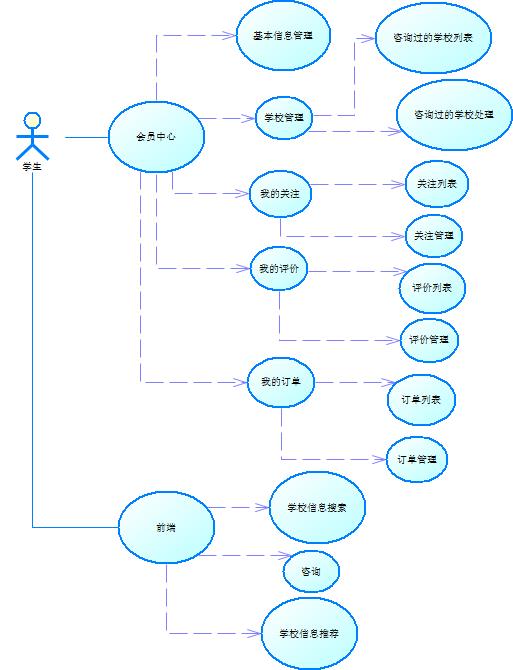 基本信息管理
咨询过的学校列表
学校管理
咨询过的学校处理
会员中心
学生
我的关注
关注列表
关注管理
我的评价
评价列表
评价管理
我的订单
订单列表
订单管理
学校信息搜索
前端
咨询
学校信息推荐